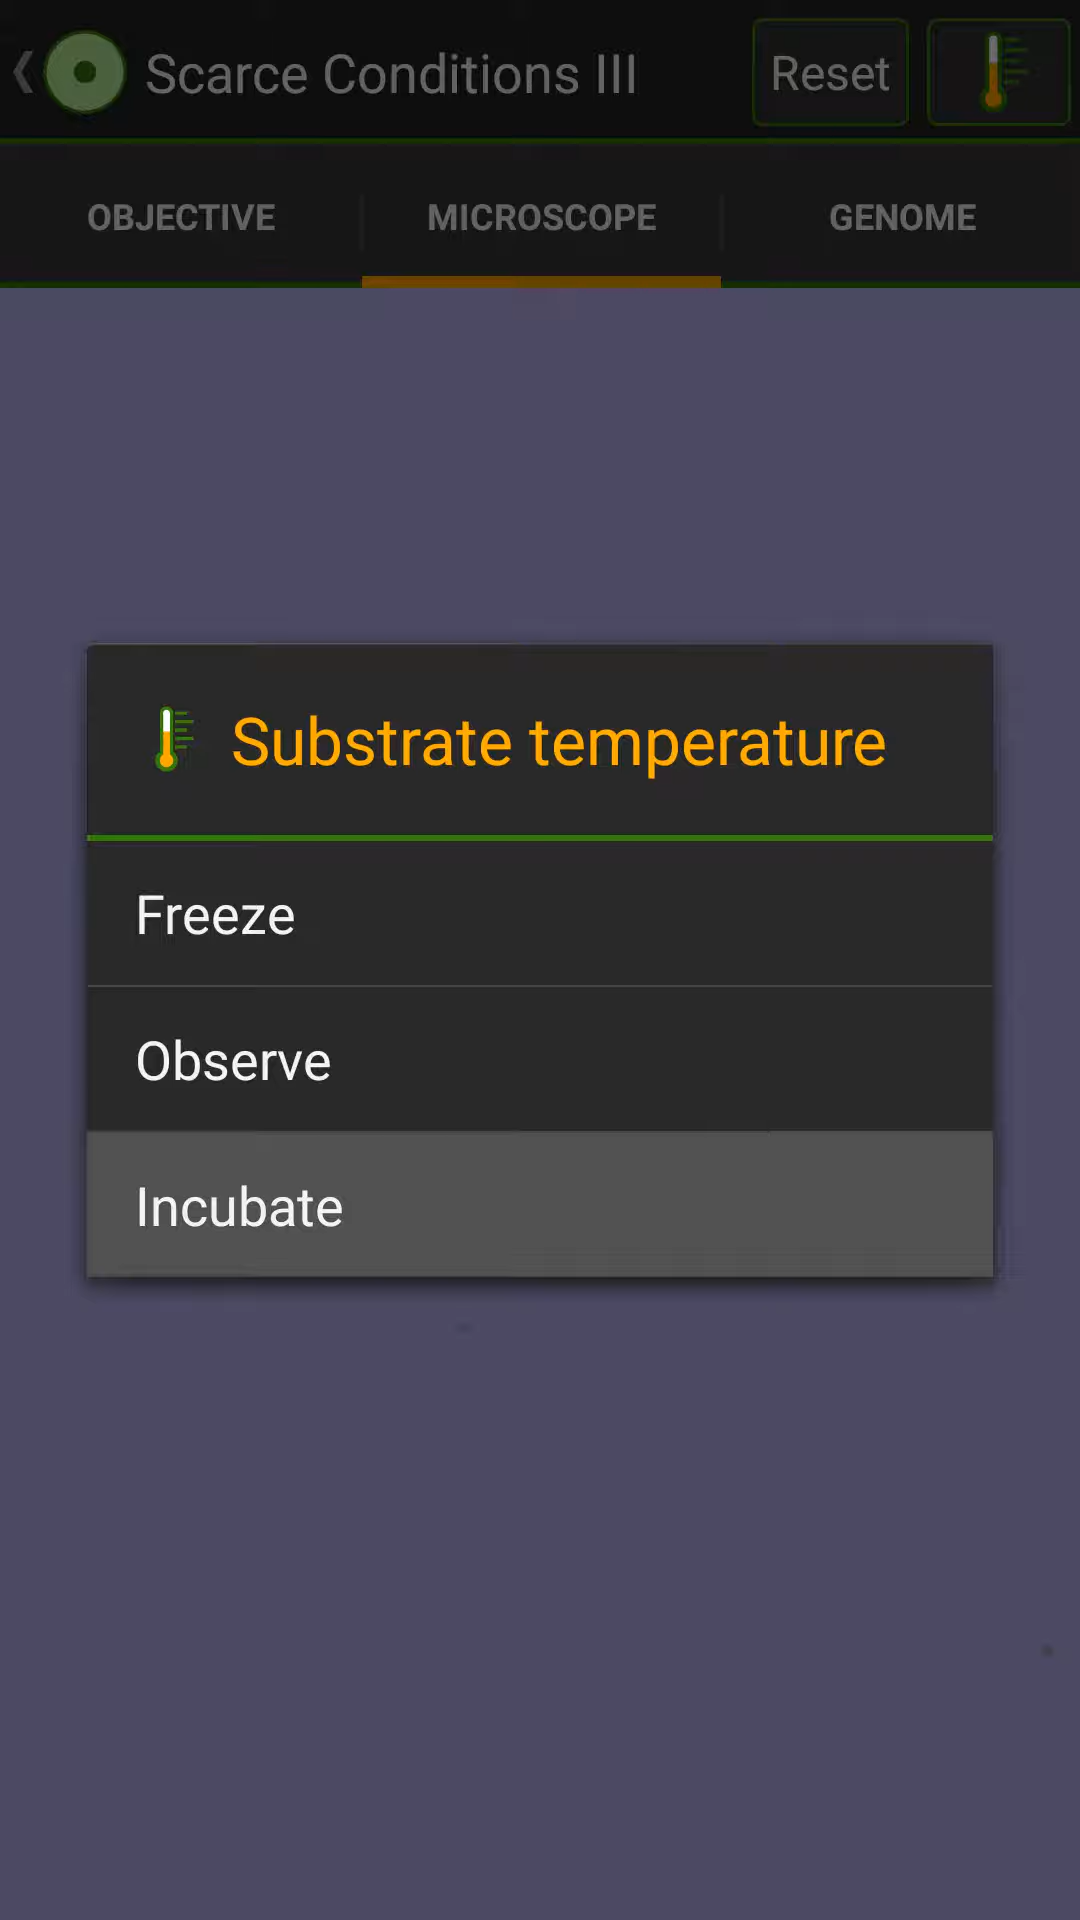 Scarce Conditions III
Reset
OBJECTIVE
MICROSCOPE
GENOME
Substrate temperature
Freeze
Observe
Incubate